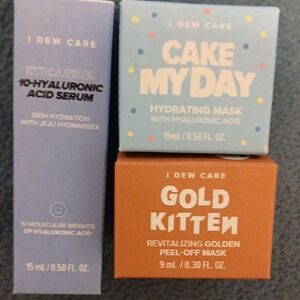 I DEW CARE
HYDRA VIBES
10-HYALURONIC
ACID SERUM
100H HYDRATION
WITH JEJU HYDRANGEA
10 MOLECULAR WEIGHTS
OF HYALURONIC ACID
15 ml / 0.50 FL. OZ.
I DEW CARE
CAKE
MY DAY
HYDRATING MASK
WITH HYALURONIC ACID
15ml / 0.50 FL. OZ.
I DEW CARE
GOLD
KITTEN
REVITALIZING GOLDEN
PEEL-OFF MASK
9 ml / 0.30 FL. OZ.